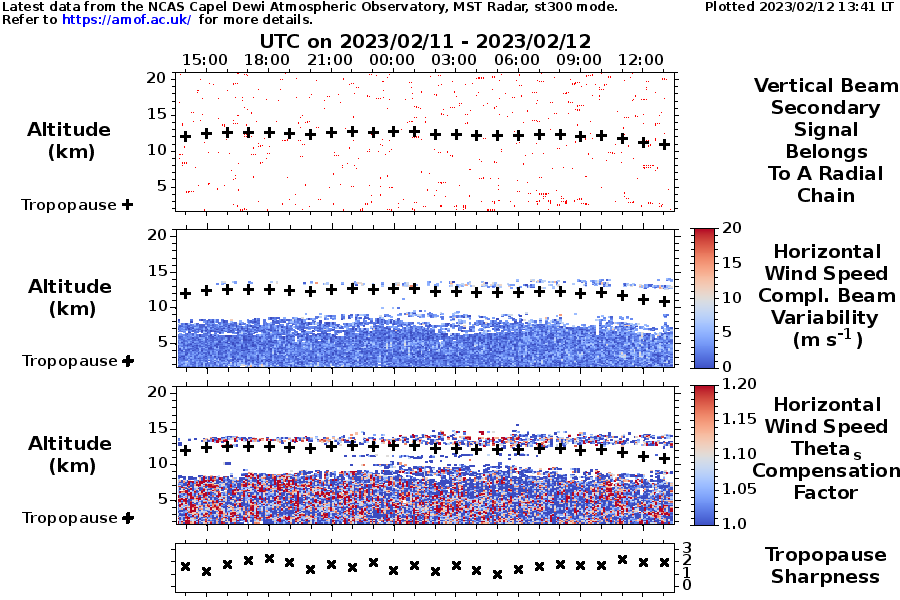 Latest data from the NCAS Capel Dewi Atmospheric Observatory, MST Radar, st300 mode. Plotted 2023/02/12 13:41 LT
Refer to https://amof.ac.uk/ for more details.
UTC on 2023/02/11 - 2023/02/12
15:00 18:00 21:00 00:00 03:00 06:00 09:00 12:00
20
15
10
5
Altitude
(km)
Tropopause +
Vertical Beam
Secondary
Signal
Belongs
To A Radial
Chain
20
15
10
5
Altitude
(km)
Tropopause +
20
15
10
5
0
Horizontal
Wind Speed
Compl. Beam
Variability
(m s-1)
20
15
10
5
Altitude
(km)
Tropopause +
1.20
1.15
1.10
1.05
1.0
Horizontal
Wind Speed
Theta s
Compensation
Factor
3
2
1
0
Tropopause
Sharpness